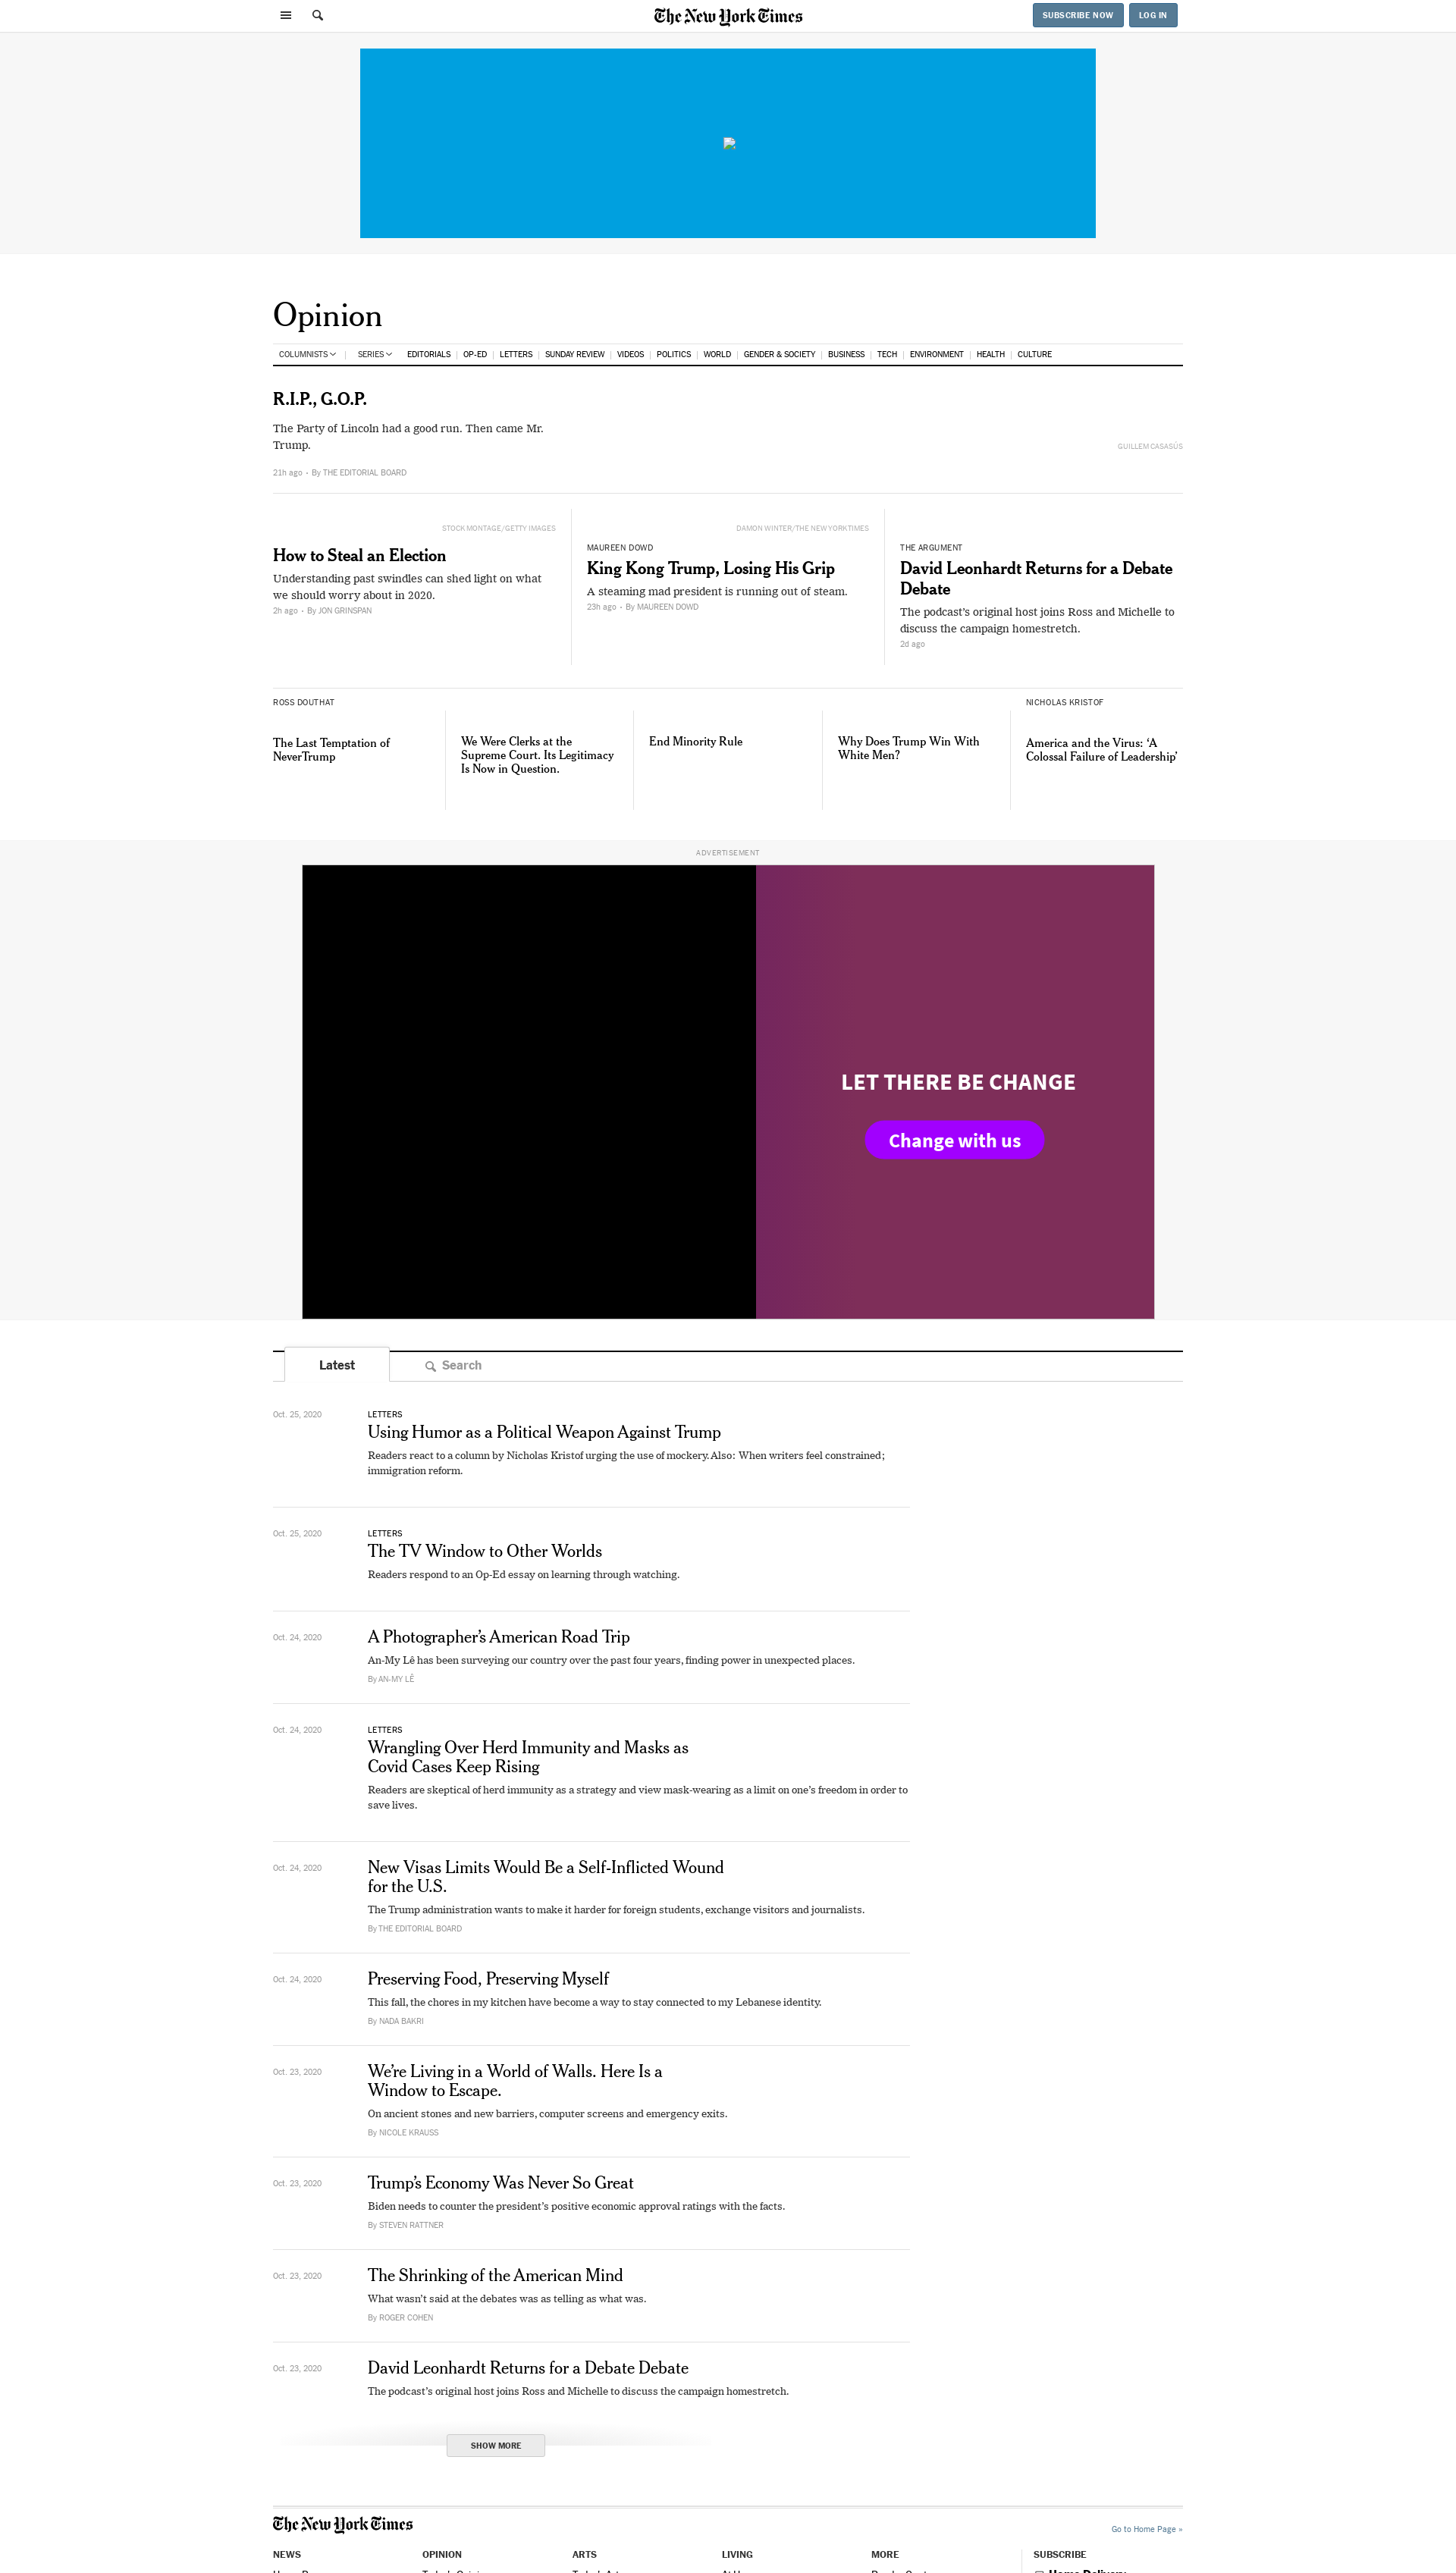 The New York Times
SUBSCRIBE NOW
LOG IN
Opinion
COLUMNISTS
SERIES
EDITORIALS
OP-ED
LETTERS
SUNDAY REVIEW
VIDEOS
POLITICS
WORLD
GENDER & SOCIETY
BUSINESS
TECH
ENVIRONMENT
HEALTH
CULTURE
R.I.P., G.O.P.
The Party of Lincoln had a good run. Then came Mr.
Trump.
21h ago • By THE EDITORIAL BOARD
GUILLEM CASASÚS
STOCK MONTAGE/GETTY IMAGES
How to Steal an Election
Understanding past swindles can shed light on what
we should worry about in 2020.
2h ago • By JON GRINSPAN
DAMON WINTER/THE NEW YORK TIMES
MAUREEN DOWD
King Kong Trump, Losing His Grip
A steaming mad president is running out of steam.
23h ago • By MAUREEN DOWD
THE ARGUMENT
David Leonhardt Returns for a Debate
Debate
The podcast’s original host joins Ross and Michelle to
discuss the campaign homestretch.
2d ago
ROSS DOUTHAT
The Last Temptation of
NeverTrump
We Were Clerks at the
Supreme Court. Its Legitimacy
Is Now in Question.
End Minority Rule
Why Does Trump Win With
White Men?
NICHOLAS KRISTOF
America and the Virus: ‘A
Colossal Failure of Leadership’
ADVERTISEMENT
LET THERE BE CHANGE
Change with us
Latest
Search
Oct. 25, 2020
LETTERS
Using Humor as a Political Weapon Against Trump
Readers react to a column by Nicholas Kristof urging the use of mockery. Also: When writers feel constrained;
immigration reform.
Oct. 25, 2020
LETTERS
The TV Window to Other Worlds
Readers respond to an Op-Ed essay on learning through watching.
Oct. 24, 2020
A Photographer’s American Road Trip
An-My Lê has been surveying our country over the past four years, finding power in unexpected places.
By AN-MY LÊ
Oct. 24, 2020
LETTERS
Wrangling Over Herd Immunity and Masks as
Covid Cases Keep Rising
Readers are skeptical of herd immunity as a strategy and view mask-wearing as a limit on one’s freedom in order to
save lives.
Oct. 24, 2020
New Visas Limits Would Be a Self-Inflicted Wound
for the U.S.
The Trump administration wants to make it harder for foreign students, exchange visitors and journalists.
By THE EDITORIAL BOARD
Oct. 24, 2020
Preserving Food, Preserving Myself
This fall, the chores in my kitchen have become a way to stay connected to my Lebanese identity.
By NADA BAKRI
Oct. 23, 2020
We’re Living in a World of Walls. Here Is a
Window to Escape.
On ancient stones and new barriers, computer screens and emergency exits.
By NICOLE KRAUSS
Oct. 23, 2020
Trump’s Economy Was Never So Great
Biden needs to counter the president’s positive economic approval ratings with the facts.
By STEVEN RATTNER
Oct. 23, 2020
The Shrinking of the American Mind
What wasn’t said at the debates was as telling as what was.
By ROGER COHEN
Oct. 23, 2020
David Leonhardt Returns for a Debate Debate
The podcast’s original host joins Ross and Michelle to discuss the campaign homestretch.
SHOW MORE
The New York Times
Go to Home Page »
NEWS
OPINION
ARTS
LIVING
MORE
SUBSCRIBE